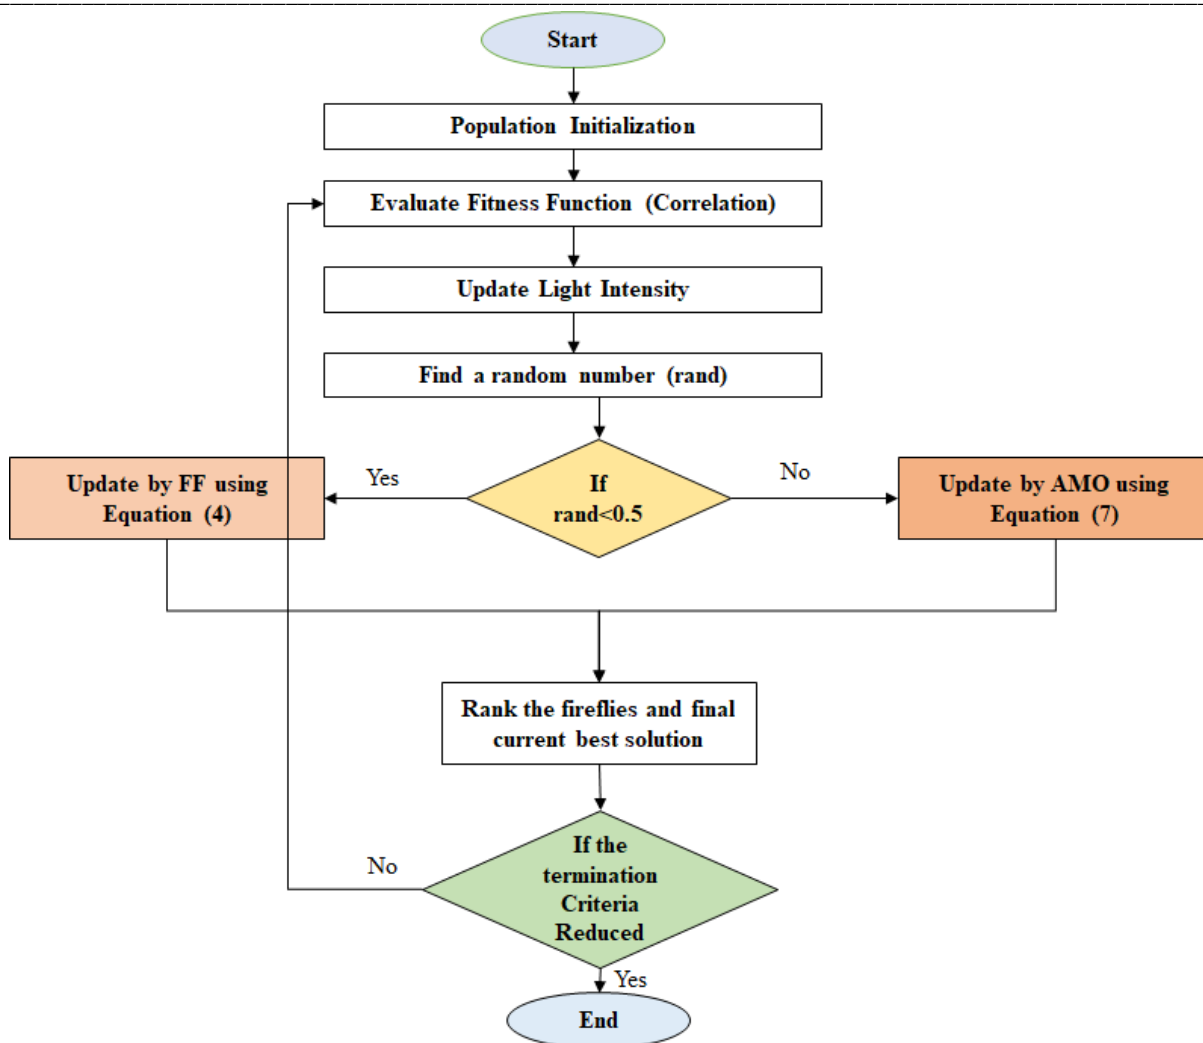 Start
Population Initialization
Evaluate Fitness Function (Correlation)
Update Light Intensity
Find a random number (rand)
If
rand<0.5
Yes
No
Update by FF using
Equation (4)
Update by AMO using
Equation (7)
Rank the fireflies and final
current best solution
If the
termination
Criteria
Reduced
No
Yes
End